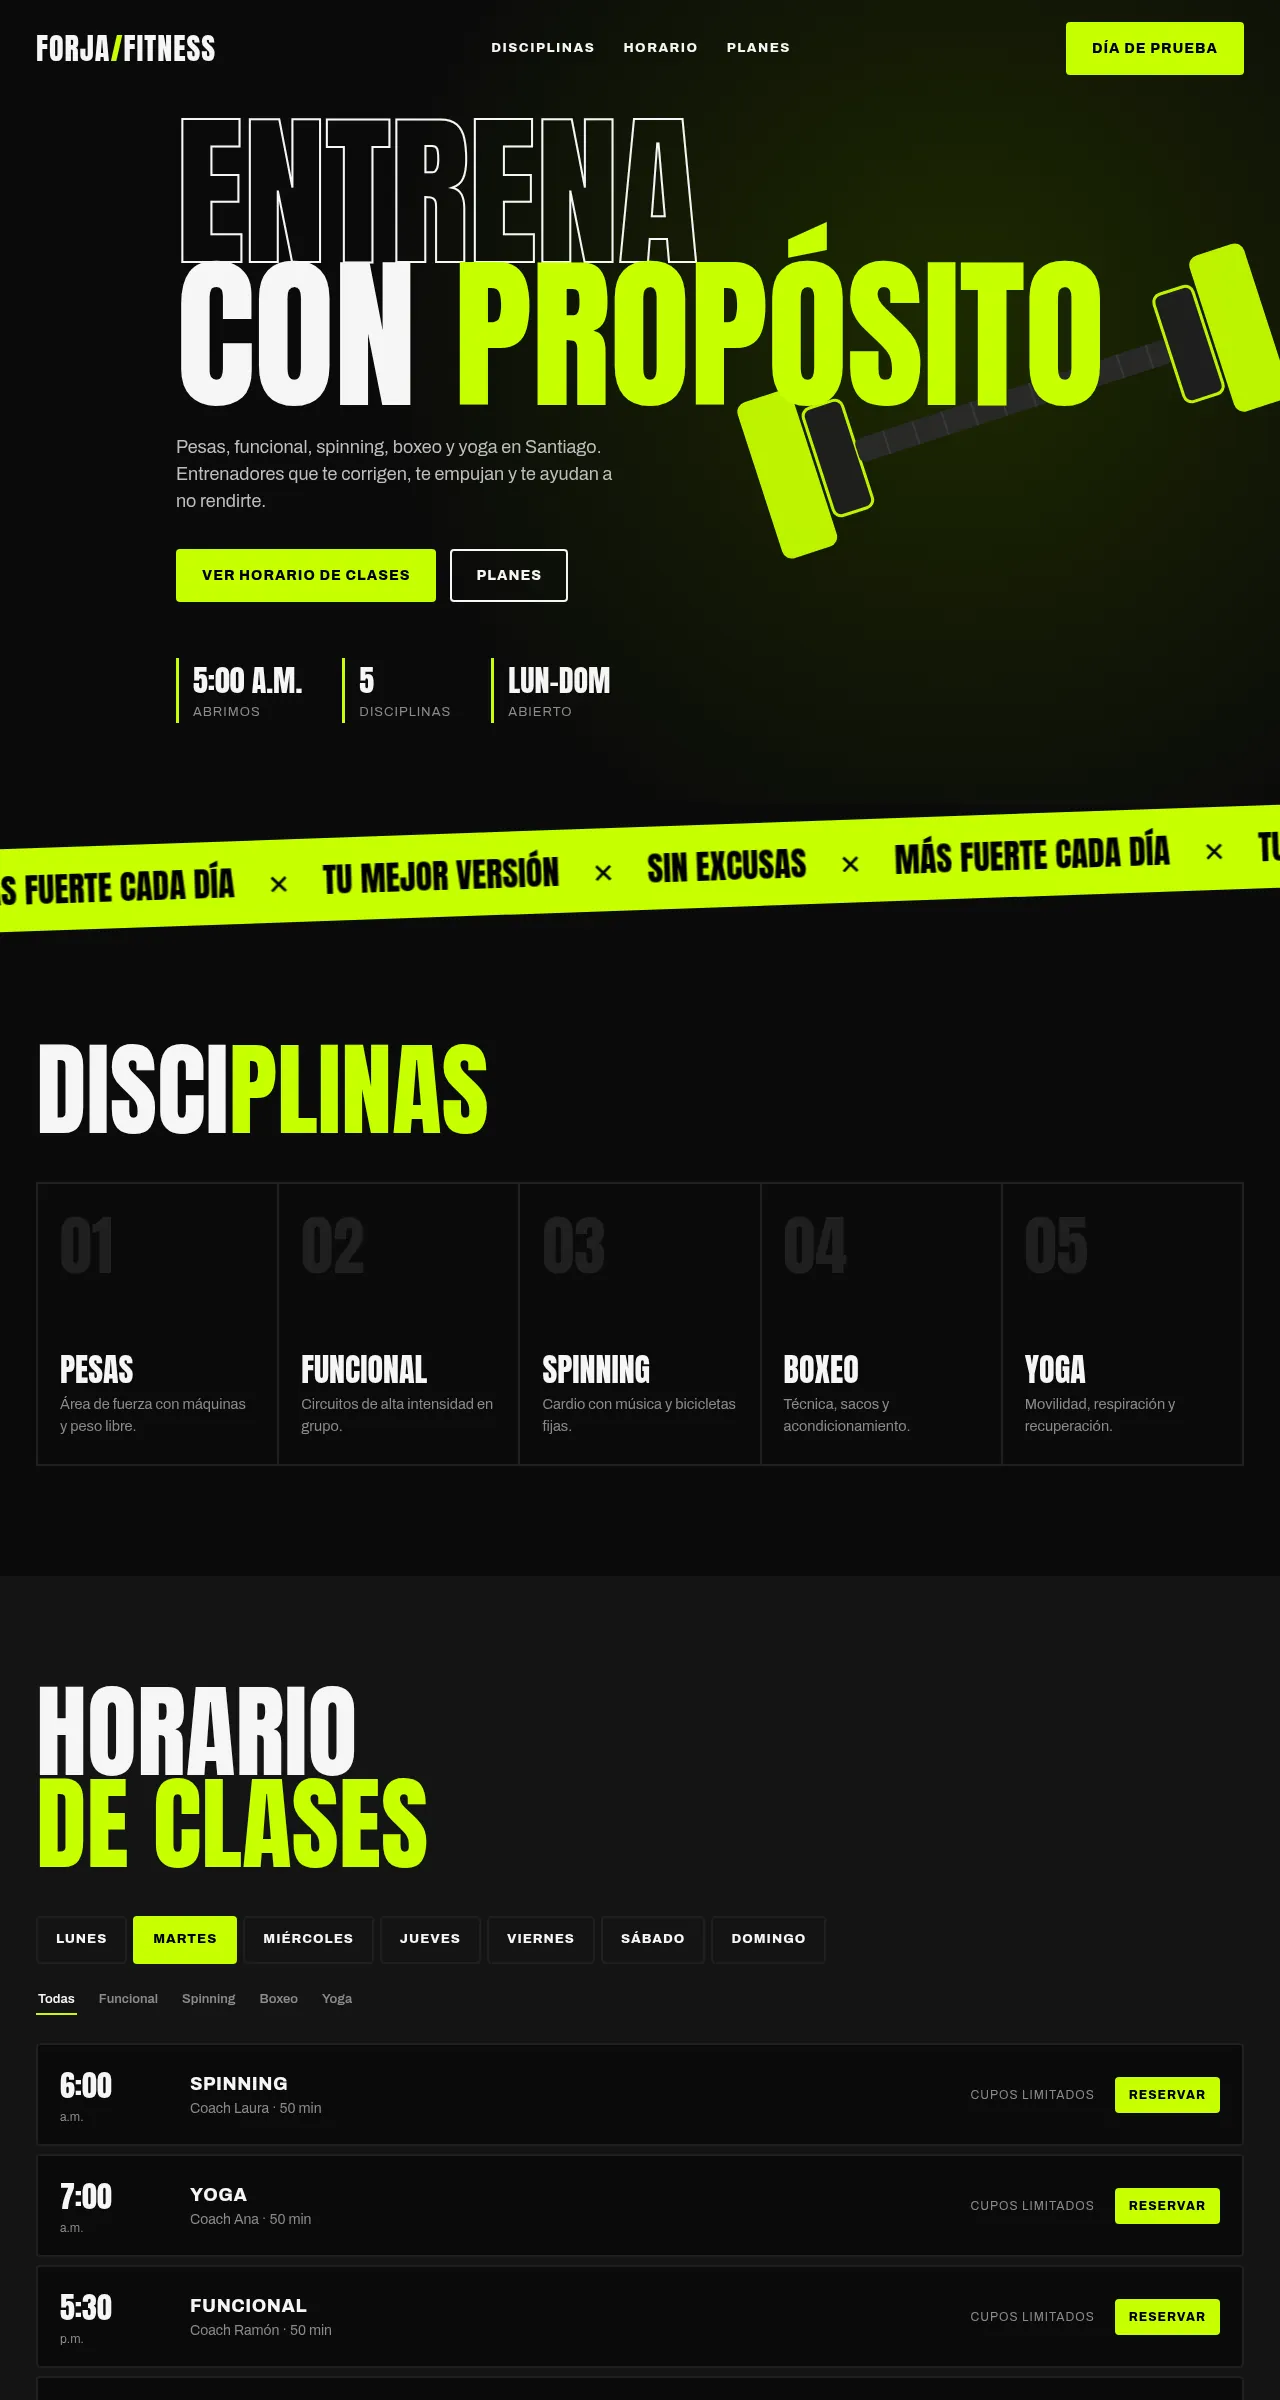 FORJA/FITNESS
DISCIPLINAS HORARIO PLANES
DÍA DE PRUEBA
ENTRENA
CON PROPÓSITO
Pesas, funcional, spinning, boxeo y yoga en Santiago.
Entrenadores que te corrigen, te empujan y te ayudan a
no rendirte.
VER HORARIO DE CLASES
PLANES
5:00 A.M.
ABRIMOS
5
DISCIPLINAS
LUN-DOM
ABIERTO
S FUERTE CADA DÍA × TU MEJOR VERSIÓN × SIN EXCUSAS × MÁS FUERTE CADA DÍA × TU
DISCIPLINAS
01
PESAS
Área de fuerza con máquinas
y peso libre.
02
FUNCIONAL
Circuitos de alta intensidad en
grupo.
03
SPINNING
Cardio con música y bicicletas
fijas.
04
BOXEO
Técnica, sacos y
acondicionamiento.
05
YOGA
Movilidad, respiración y
recuperación.
HORARIO
DE CLASES
LUNES MARTES MIÉRCOLES JUEVES VIERNES SÁBADO DOMINGO
Todas Funcional Spinning Boxeo Yoga
6:00
a.m.
SPINNING
Coach Laura · 50 min
CUPOS LIMITADOS
RESERVAR
7:00
a.m.
YOGA
Coach Ana · 50 min
CUPOS LIMITADOS
RESERVAR
5:30
p.m.
FUNCIONAL
Coach Ramón · 50 min
CUPOS LIMITADOS
RESERVAR